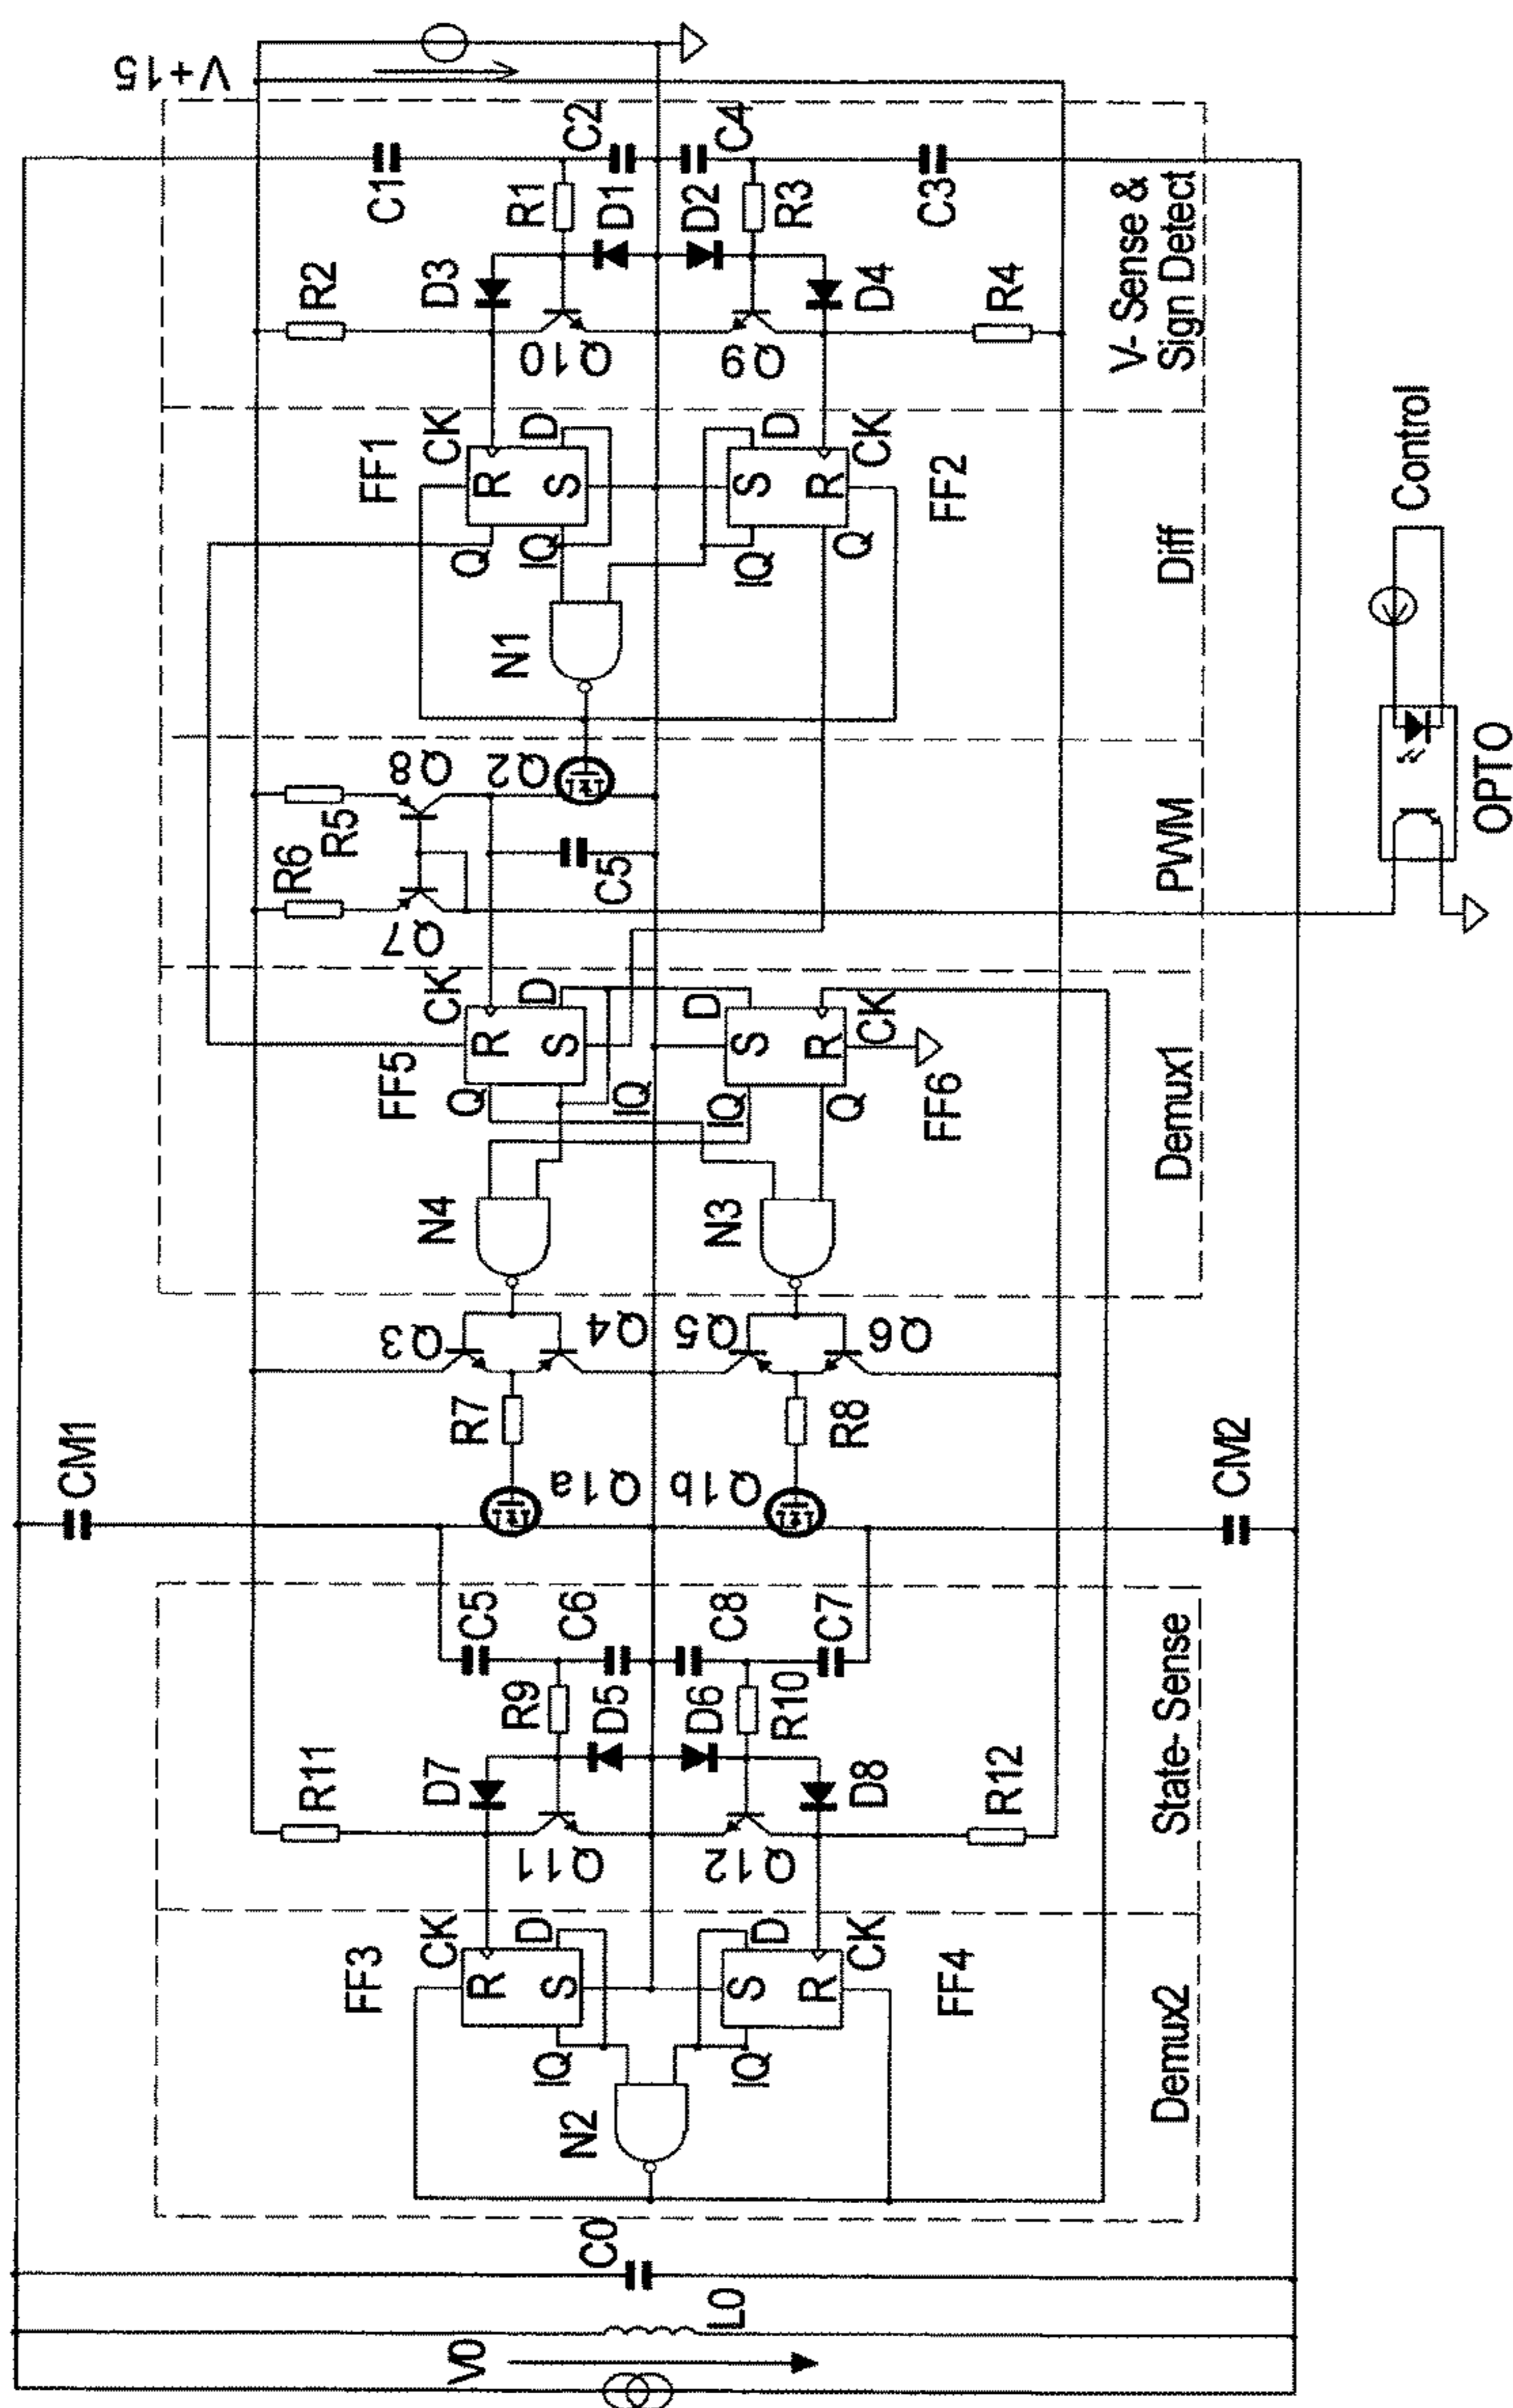 V+15
C1
C2
C4
C3
R1
D1
D2
R3
R2
D3
D4
R4
Q10
Q9
V- Sense &
Sign Detect
FF1
CK
D
R
S
Q
IQ
S
D
R
CK
IQ
Q
FF2
N1
Diff
Control
Q8
Q2
R5
R6
C5
Q7
PWM
OPTO
FF5
CK
D
R
S
Q
IQ
D
S
R
CK
IQ
Q
FF6
N4
N3
Demux1
Q3
Q4
Q5
Q6
R7
R8
CM1
Q1a
Q1b
CM2
C5
C6
C8
C7
R9
D5
D6
R10
R11
D7
D8
R12
Q11
Q12
State- Sense
FF3
CK
D
R
S
IQ
D
S
R
CK
IQ
FF4
N2
Demux2
C0
L0
V0